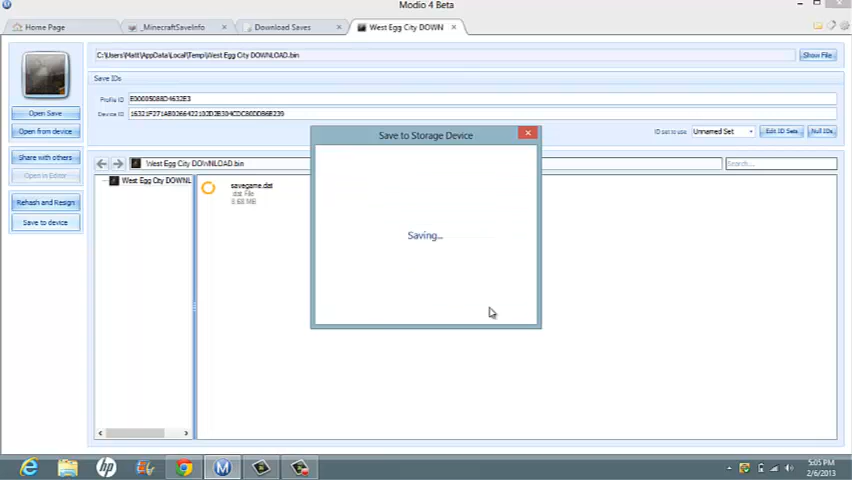 Modio 4 Beta
Home Page
_MinecraftSaveInfo
Download Saves
West Egg City DOWN
C:\Users\Matt\AppData\Local\Temp\West Egg City DOWNLOAD.bin
Show File
Save IDs
Profile ID
E00005088D4632E3
Device ID
ID set to use
Unnamed Set
Edit ID Sets
Null IDs
Open Save
Open from device
Share with others
Open in Editor
Rehash and Resign
Save to device
West Egg City DOWNLOAD.bin
Search...
West Egg City DOWNL
savegame.dat
.dat File
Save to Storage Device
Saving...
5:05 PM
2/6/2013